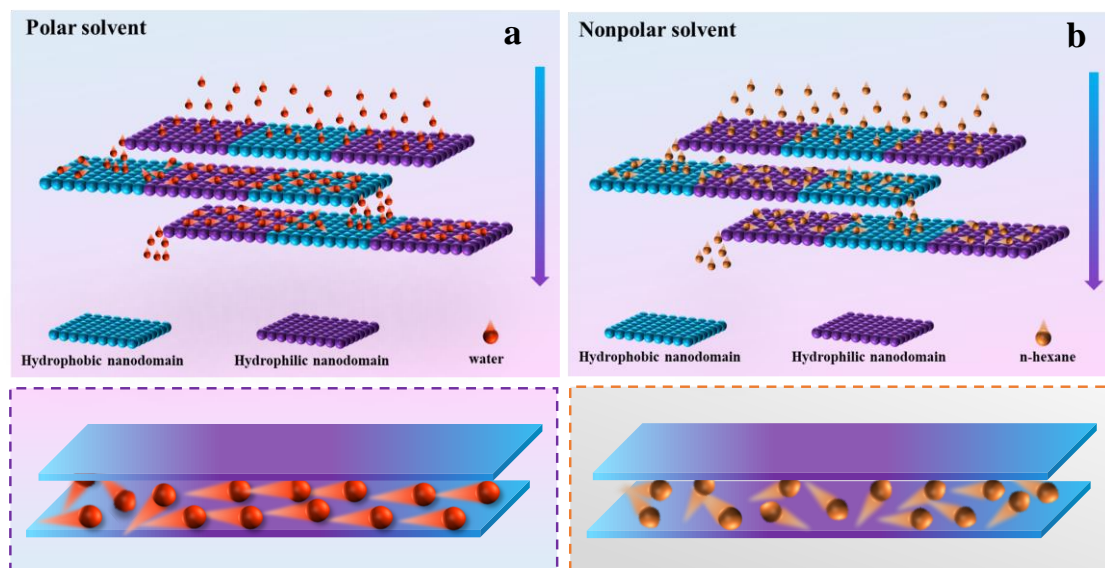 Polar solvent
a
Hydrophobic nanodomain
Hydrophilic nanodomain
water
Nonpolar solvent
b
Hydrophobic nanodomain
Hydrophilic nanodomain
n-hexane